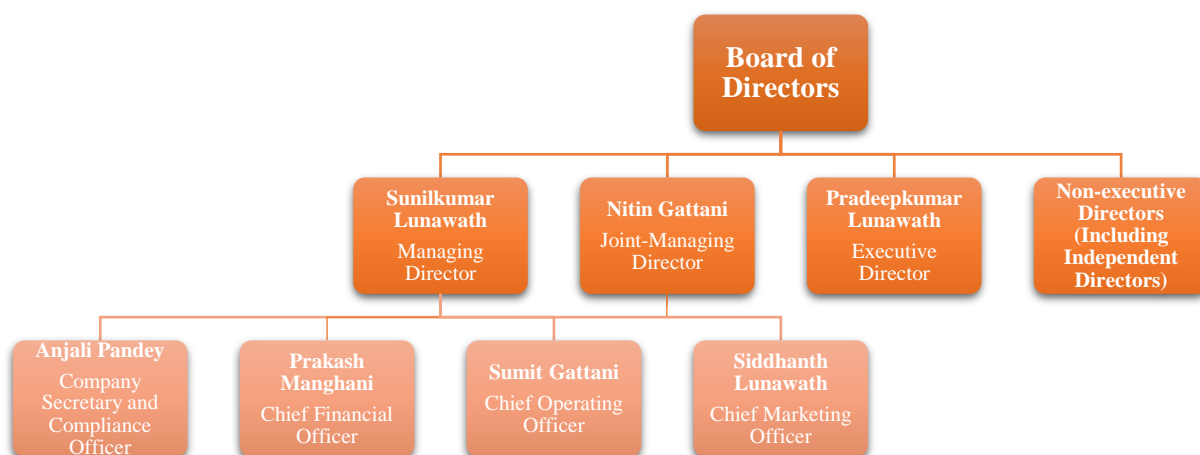 Board of
Directors
Sunilkumar
Lunawath
Managing
Director
Nitin Gattani
Joint-Managing
Director
Pradeepkumar
Lunawath
Executive
Director
Non-executive
Directors
(Including
Independent
Directors)
Anjali Pandey
Company
Secretary and
Compliance
Officer
Prakash
Manghani
Chief Financial
Officer
Sumit Gattani
Chief Operating
Officer
Siddhanth
Lunawath
Chief Marketing
Officer